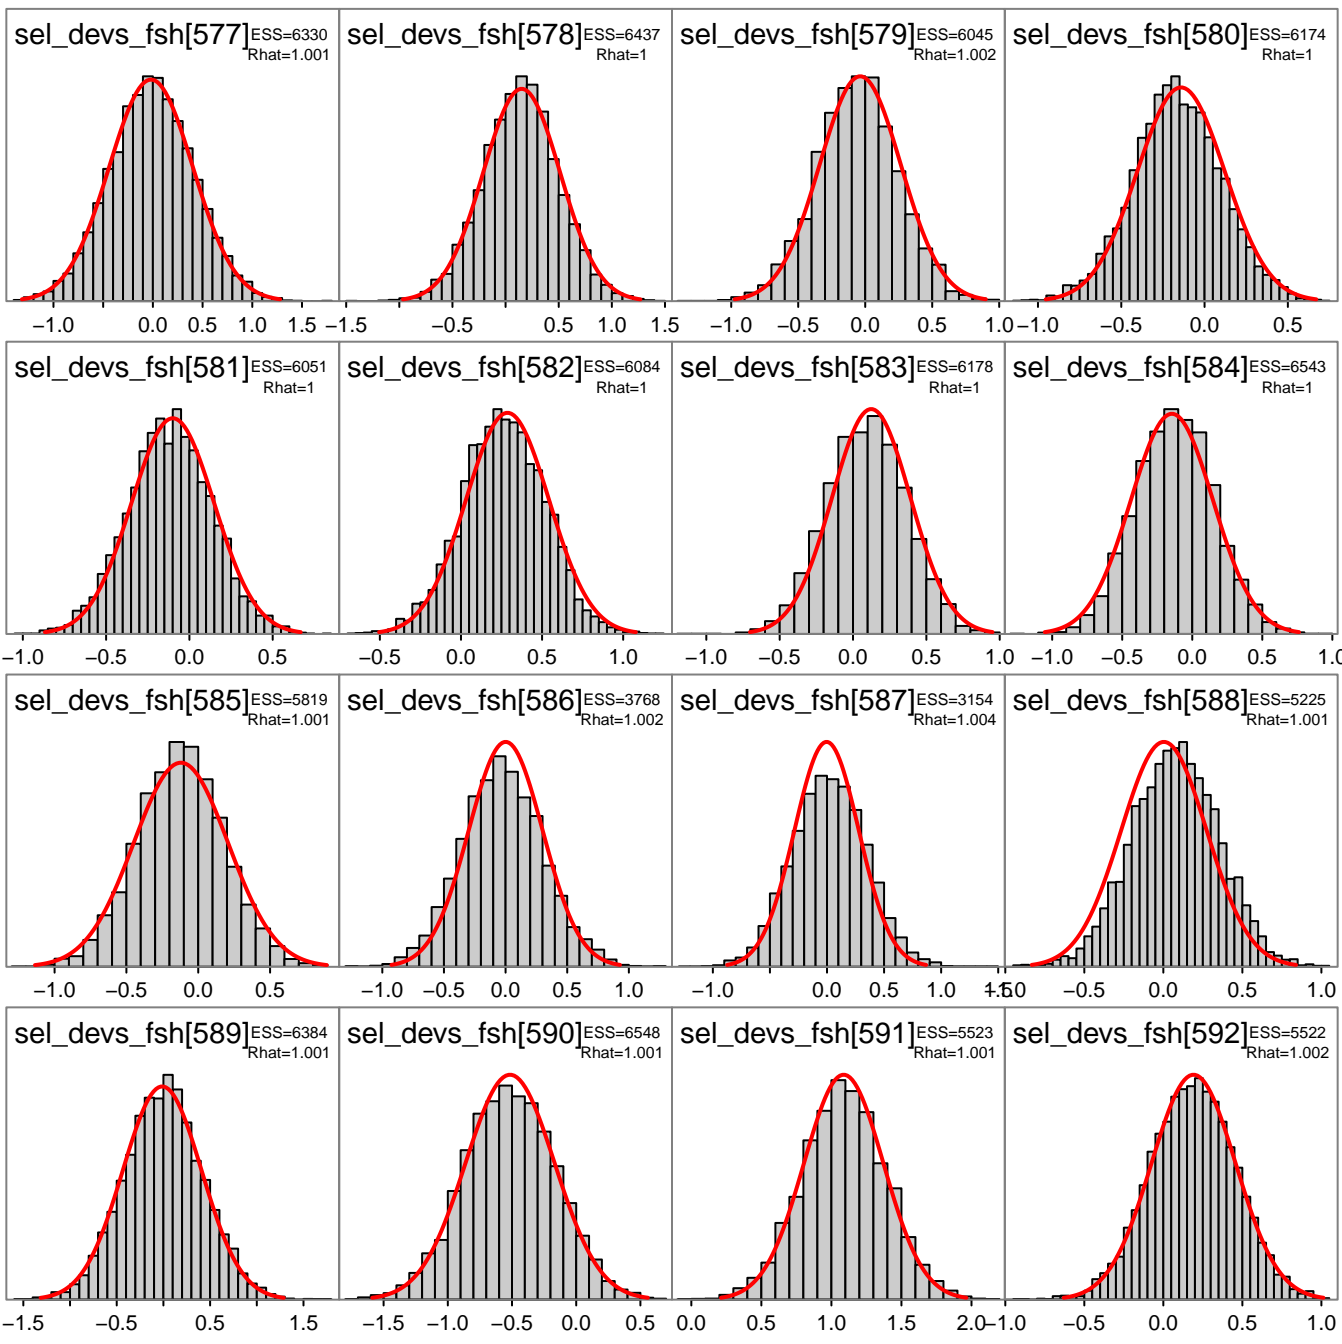 sel_devs_fsh[577] ESS=6330
Rhat=1.001
sel_devs_fsh[578] ESS=6437
Rhat=1
sel_devs_fsh[579] ESS=6045
Rhat=1.002
sel_devs_fsh[580] ESS=6174
Rhat=1
−1.0 0.0 0.5 1.0 1.5
−1.5 −0.5 0.5 1.0 1.5
−1.0 −0.5 0.0 0.5 1.0
−1.0 −0.5 0.0 0.5
sel_devs_fsh[581] ESS=6051
Rhat=1
sel_devs_fsh[582] ESS=6084
Rhat=1
sel_devs_fsh[583] ESS=6178
Rhat=1
sel_devs_fsh[584] ESS=6543
Rhat=1
−1.0 −0.5 0.0 0.5
−0.5 0.0 0.5 1.0
−1.0 −0.5 0.0 0.5 1.0
−1.0 −0.5 0.0 0.5 1.0
sel_devs_fsh[585] ESS=5819
Rhat=1.001
sel_devs_fsh[586] ESS=3768
Rhat=1.002
sel_devs_fsh[587] ESS=3154
Rhat=1.004
sel_devs_fsh[588] ESS=5225
Rhat=1.001
−1.0 −0.5 0.0 0.5
−1.0 −0.5 0.0 0.5 1.0
−1.0 0.0 0.5 1.0
−0.5 0.0 0.5 1.0
sel_devs_fsh[589] ESS=6384
Rhat=1.001
sel_devs_fsh[590] ESS=6548
Rhat=1.001
sel_devs_fsh[591] ESS=5523
Rhat=1.001
sel_devs_fsh[592] ESS=5522
Rhat=1.002
−1.5 −0.5 0.5 1.5
−1.5 −1.0 −0.5 0.0 0.5
0.0 0.5 1.0 1.5 2.0
−1.0 −0.5 0.0 0.5 1.0